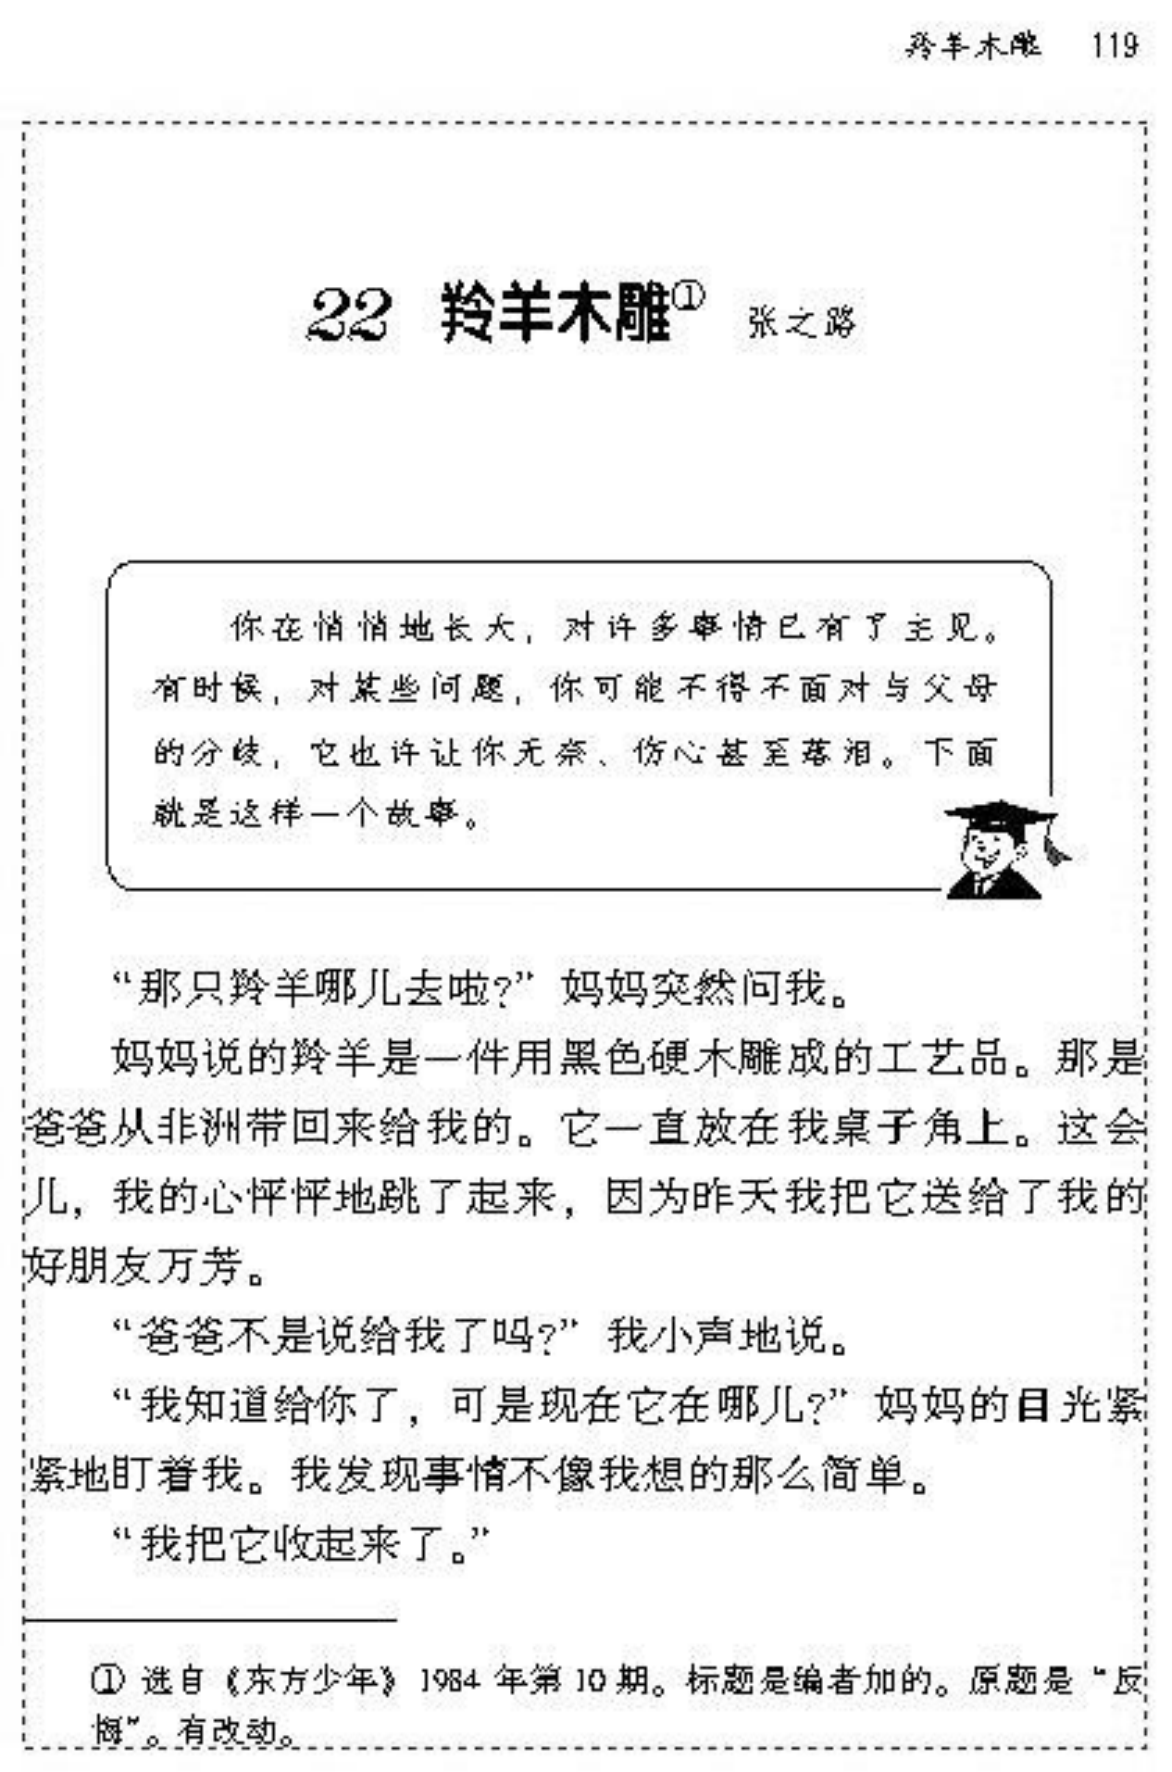 羚羊木雕 119
22 羚羊木雕① 张之路
你在悄悄地长大，对许多事情已有了主见。
有时候，对某些问题，你可能不得不面对与父母
的分歧，它也许让你无奈、伤心甚至落泪。下面
就是这样一个故事。
“那只羚羊哪儿去啦?”妈妈突然问我。
妈妈说的羚羊是一件用黑色硬木雕成的工艺品。那是
爸爸从非洲带回来给我的。它一直放在我桌子角上。这会
儿，我的心怦怦地跳了起来，因为昨天我把它送给了我的
好朋友万芳。
“爸爸不是说给我了吗?”我小声地说。
“我知道给你了，可是现在它在哪儿?”妈妈的目光紧
紧地盯着我。我发现事情不像我想的那么简单。
“我把它收起来了。”
① 选自《东方少年》1984 年第 10 期。标题是编者加的。原题是“反
悔”。有改动。